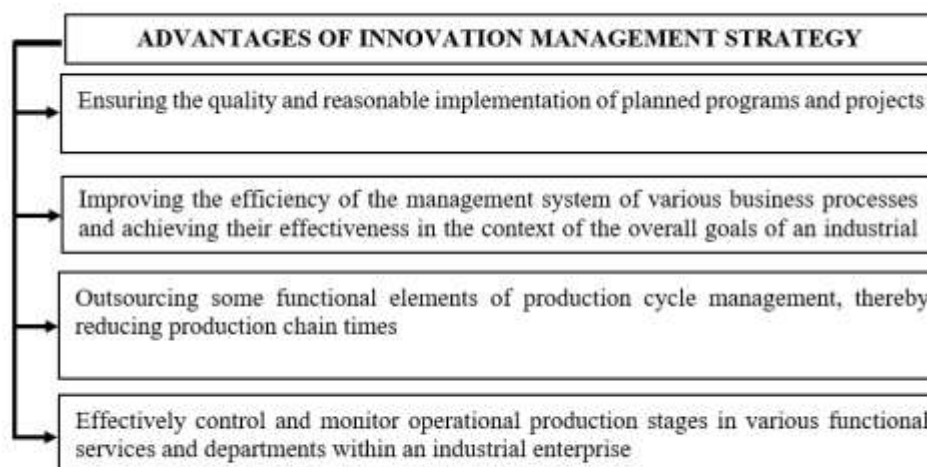 ADVANTAGES OF INNOVATION MANAGEMENT STRATEGY
Ensuring the quality and reasonable implementation of planned programs and projects
Improving the efficiency of the management system of various business processes
and achieving their effectiveness in the context of the overall goals of an industrial
Outsourcing some functional elements of production cycle management, thereby
reducing production chain times
Effectively control and monitor operational production stages in various functional
services and departments within an industrial enterprise